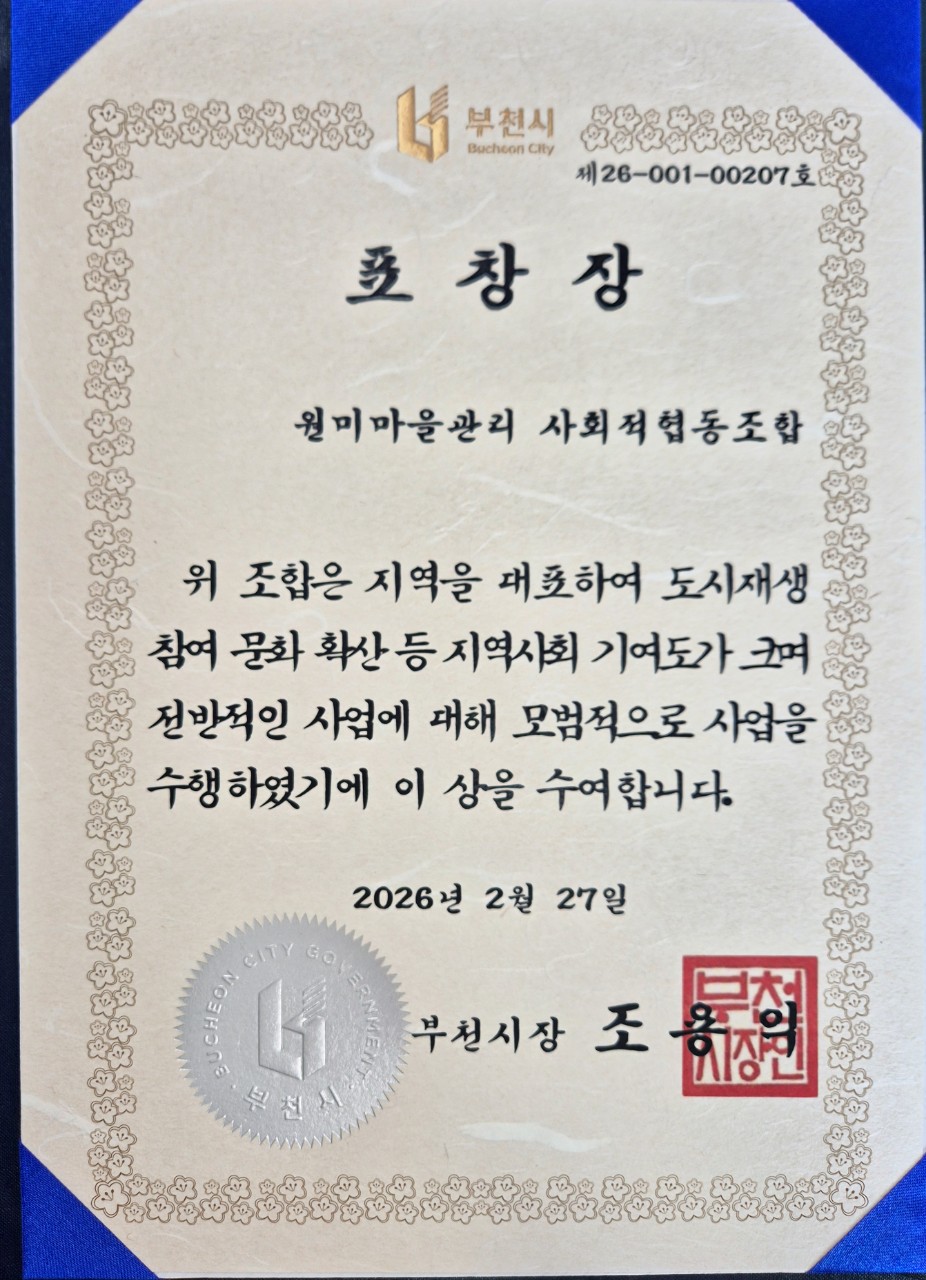 부천시
Bucheon City
제26-001-00207호
표창장
원미마을관리 사회적협동조합
위 조합은 지역을 대표하여 도시재생
참여 문화 확산 등 지역사회 기여도가 크며
전반적인 사업에 대해 모범적으로 사업을
수행하였기에 이 상을 수여합니다.
2026년 2월 27일
BUCHEON CITY GOVERNMENT
부천시
부천시장 조용익
부천
시장인